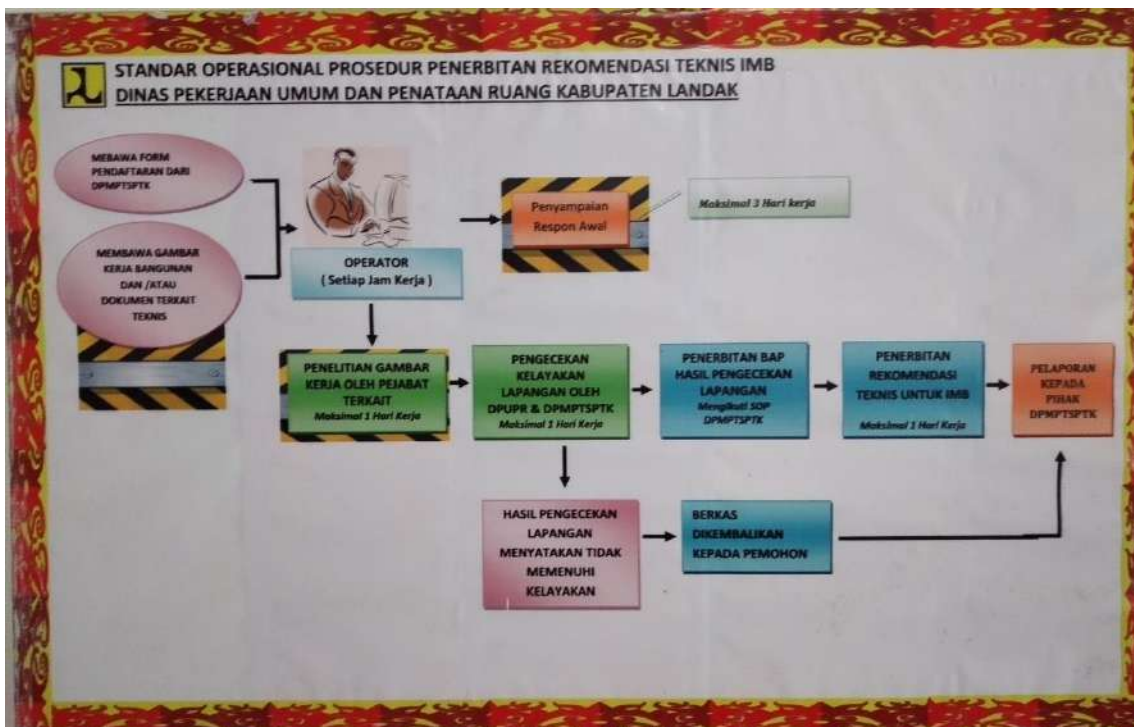 STANDAR OPERASIONAL PROSEDUR PENERBITAN REKOMENDASI TEKNIS IMB
DINAS PEKERJAAN UMUM DAN PENATAAN RUANG KABUPATEN LANDAK
MEBAWA FORM
PENDAFTARAN DARI
DPMPTSPTK
MEMBAWA GAMBAR
KERJA BANGUNAN
DAN /ATAU
DOKUMEN TERKAIT
TEKNIS
OPERATOR
( Setiap Jam Kerja )
Penyampaian
Respon Awal
Maksimal 3 Hari kerja
PENELITIAN GAMBAR
KERJA OLEH PEJABAT
TERKAIT
Maksimal 1 Hari Kerja
PENGECEKAN
KELAYAKAN
LAPANGAN OLEH
DPUPR & DPMPTSPTK
Maksimal 1 Hari Kerja
PENERBITAN BAP
HASIL PENGECEKAN
LAPANGAN
Mengikuti SOP
DPMPTSPTK
PENERBITAN
REKOMENDASI
TEKNIS UNTUK IMB
Maksimal 1 Hari Kerja
PELAPORAN
KEPADA
PIHAK
DPMPTSPTK
HASIL PENGECEKAN
LAPANGAN
MENYATAKAN TIDAK
MEMENUHI
KELAYAKAN
BERKAS
DIKEMBALIKAN
KEPADA PEMOHON